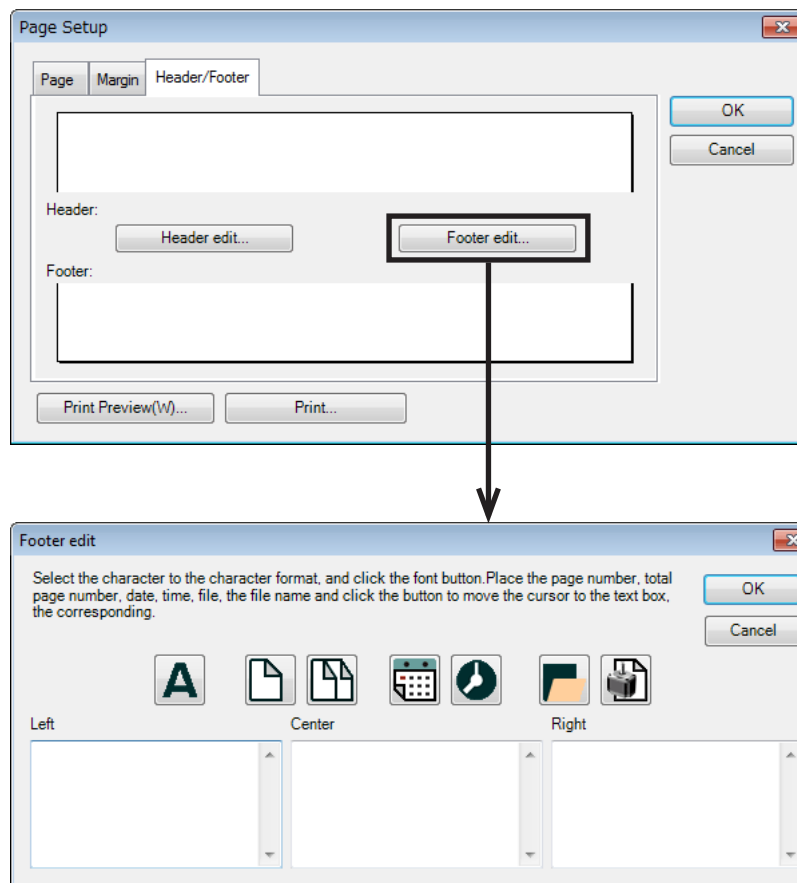 Page Setup
Page Margin Header/Footer
OK
Cancel
Header:
Header edit... Footer edit...
Footer:
Print Preview(W)... Print...
Footer edit
Select the character to the character format, and click the font button.Place the page number, total
page number, date, time, file, the file name and click the button to move the cursor to the text box,
the corresponding.
OK
Cancel
A
Left Center Right